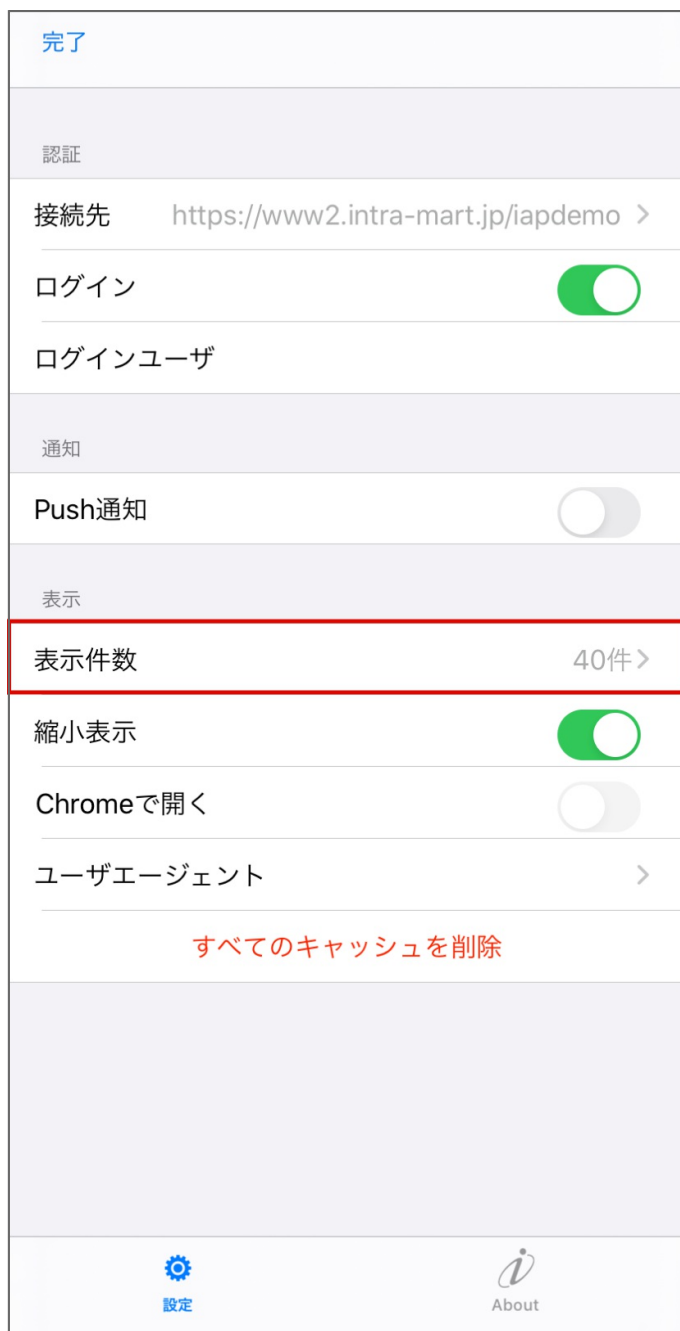 完了
認証
接続先 https://www2.intra-mart.jp/iapdemo
ログイン
ログインユーザ
通知
Push通知
表示
表示件数 40件
縮小表示
Chromeで開く
ユーザエージェント
すべてのキャッシュを削除
設定 About